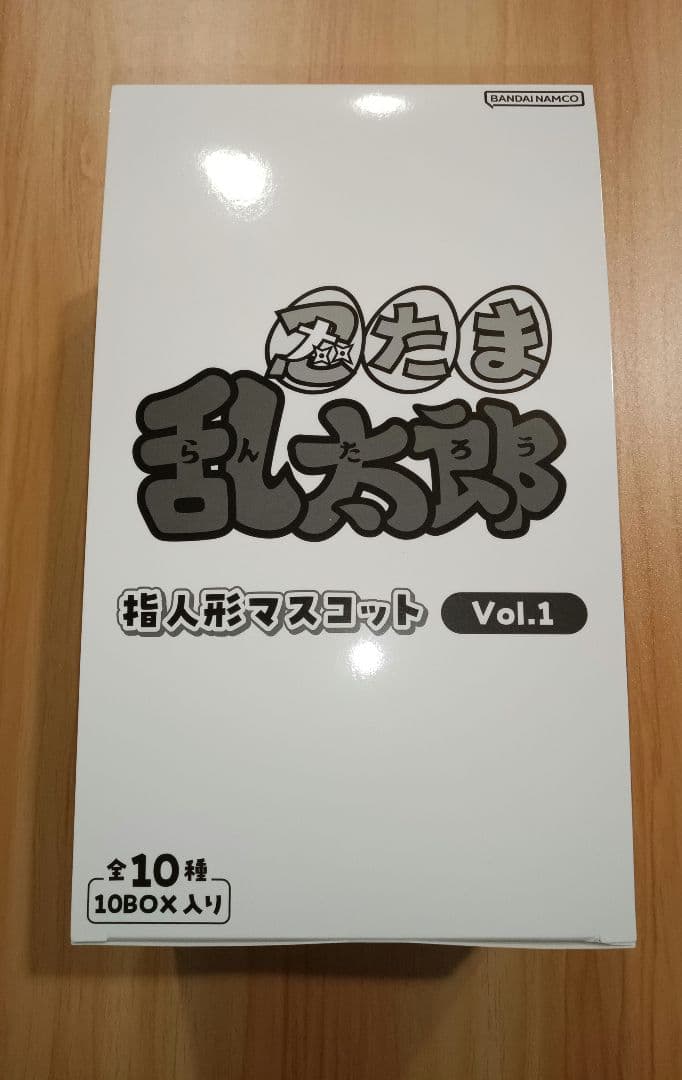 BANDAI NAMCO
忍たま
乱太郎
らんたろう
指人形マスコット Vol.1
全10種
10BOX入り